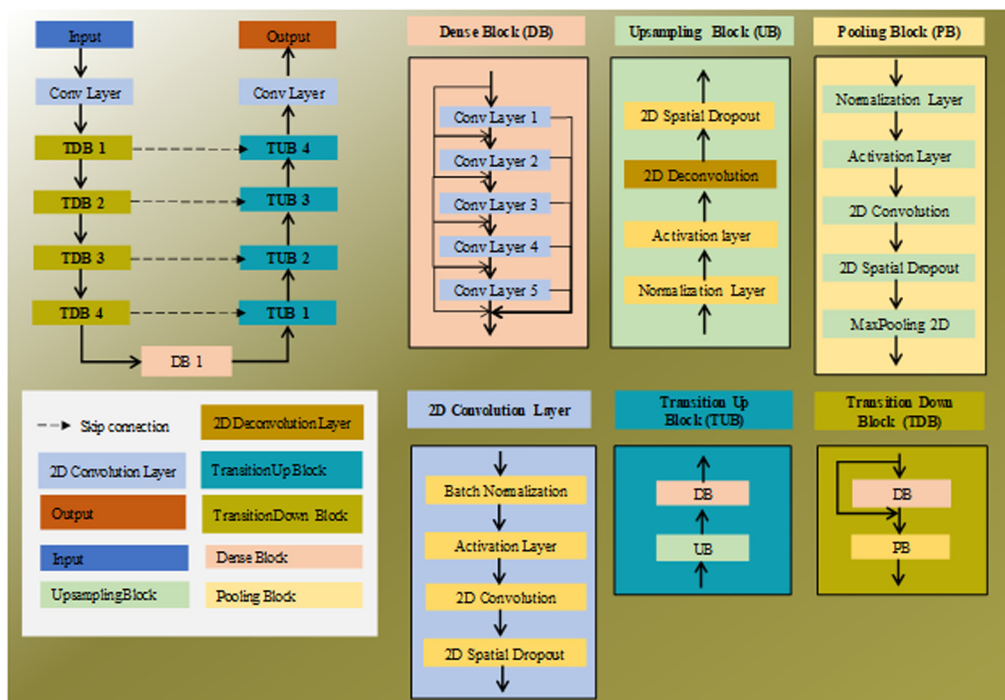 Input
Output
Conv Layer
Conv Layer
TDB 1
TUB 4
TDB 2
TUB 3
TDB 3
TUB 2
TDB 4
TUB 1
DB 1
Dense Block (DB)
Conv Layer 1
Conv Layer 2
Conv Layer 3
Conv Layer 4
Conv Layer 5
Upsampling Block (UB)
2D Spatial Dropout
2D Deconvolution
Activation layer
Normalization Layer
Pooling Block (PB)
Normalization Layer
Activation Layer
2D Convolution
2D Spatial Dropout
MaxPooling 2D
Skip connection
2D Deconvolution Layer
2D Convolution Layer
TransitionUpBlock
Output
TransitionDown Block
Input
Dense Block
UpsamplingBlock
Pooling Block
2D Convolution Layer
Batch Normalization
Activation Layer
2D Convolution
2D Spatial Dropout
Transition Up
Block (TUB)
DB
UB
Transition Down
Block (TDB)
DB
PB